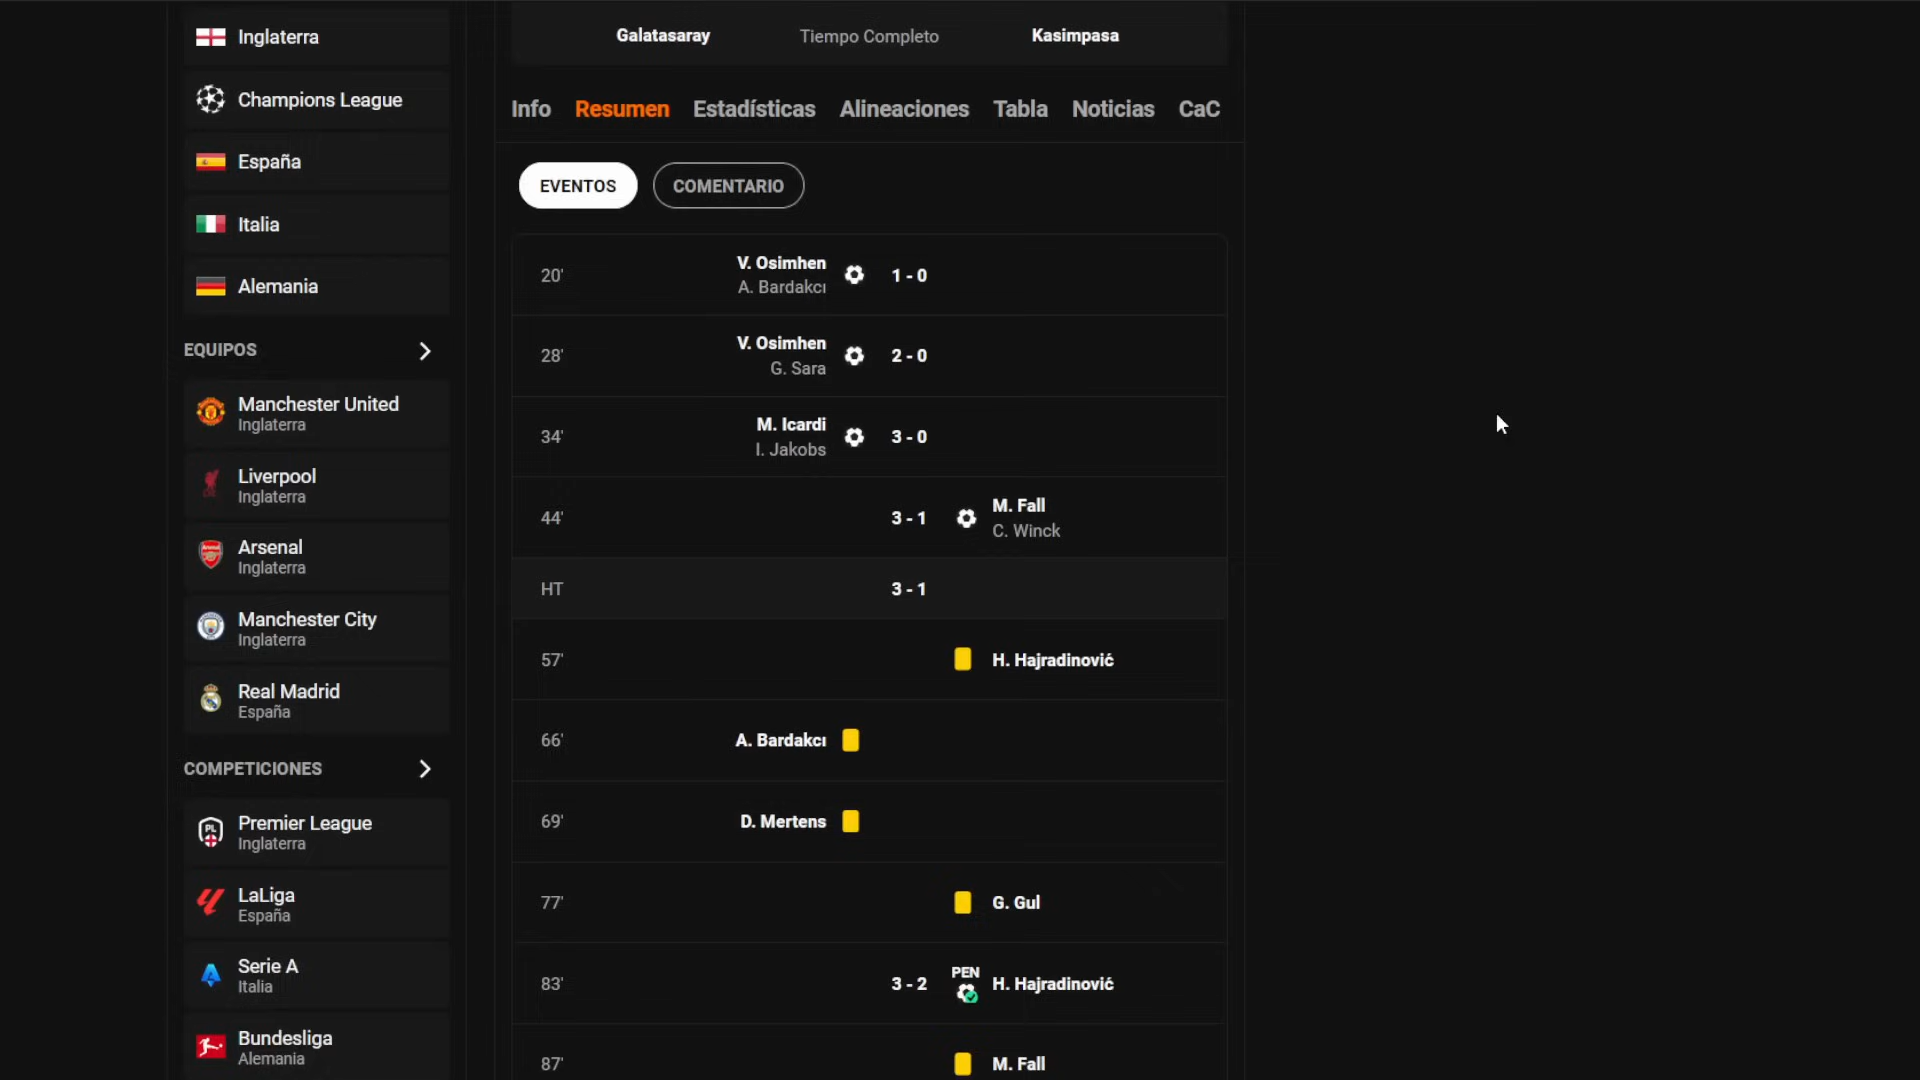 Inglaterra
Champions League
España
Italia
Alemania
EQUIPOS
Manchester United
Inglaterra
Liverpool
Inglaterra
Arsenal
Inglaterra
Manchester City
Inglaterra
Real Madrid
España
COMPETICIONES
Premier League
Inglaterra
LaLiga
España
Serie A
Italia
Bundesliga
Alemania
Galatasaray Tiempo Completo Kasimpasa
Info Resumen Estadísticas Alineaciones Tabla Noticias CaC
EVENTOS COMENTARIO
20' V. Osimhen 1 - 0
A. Bardakcı
28' V. Osimhen 2 - 0
G. Sara
34' M. Icardi 3 - 0
I. Jakobs
44' 3 - 1 M. Fall
C. Winck
HT 3 - 1
57' H. Hajradinović
66' A. Bardakcı
69' D. Mertens
77' G. Gul
83' 3 - 2 PEN H. Hajradinović
87' M. Fall